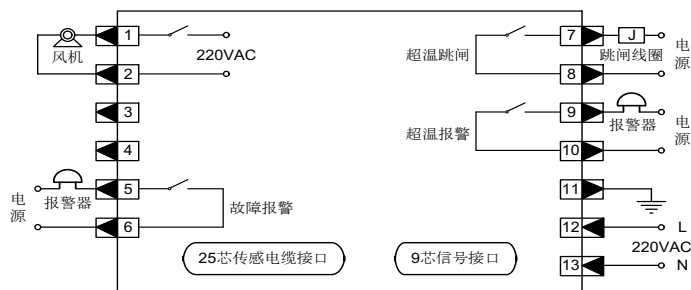 1
风机
220VAC
2
3
4
5
电源
报警器
故障报警
6
25芯传感电缆接口
9芯信号接口
7
J
超温跳闸
跳闸线圈
电源
8
9
超温报警
报警器
电源
10
11
12
L
220VAC
13
N